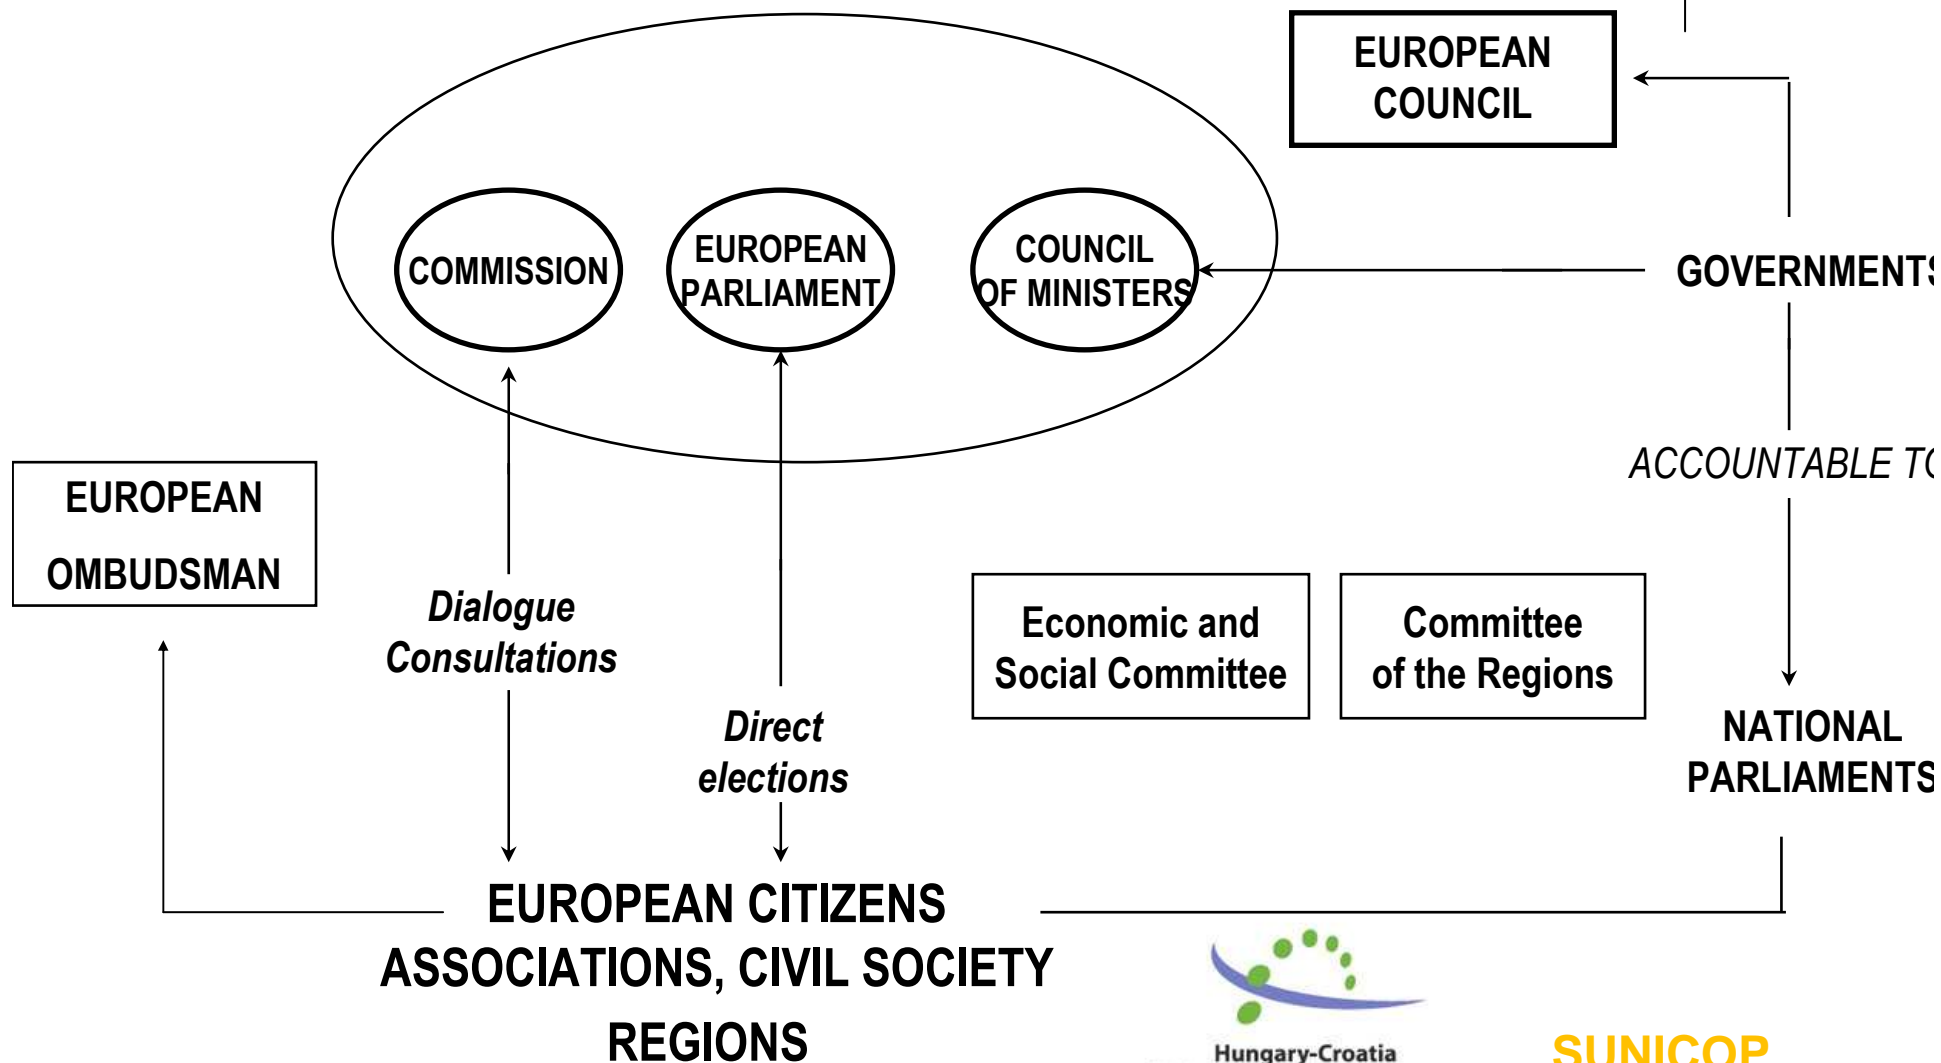 EUROPEAN
COUNCIL
COMMISSION
EUROPEAN
PARLIAMENT
COUNCIL
OF MINISTERS
GOVERNMENTS
ACCOUNTABLE TO
EUROPEAN
OMBUDSMAN
Dialogue
Consultations
Economic and
Social Committee
Committee
of the Regions
Direct
elections
NATIONAL
PARLIAMENTS
EUROPEAN CITIZENS
ASSOCIATIONS, CIVIL SOCIETY
REGIONS
Hungary-Croatia
SUNICOP